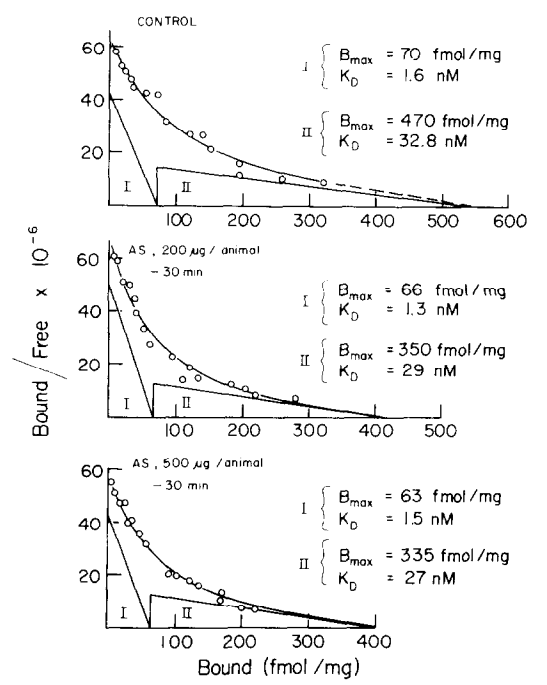 CONTROL
60
40
20
100 200 300 400 500 600
I { Bmax = 70 fmol/mg
KD = 1.6 nM
II { Bmax = 470 fmol/mg
KD = 32.8 nM
I II
AS, 200 µg/animal
- 30 min
60
40
20
100 200 300 400 500
I { Bmax = 66 fmol/mg
KD = 1.3 nM
II { Bmax = 350 fmol/mg
KD = 29 nM
I II
AS, 500 µg/animal
- 30 min
60
40
20
100 200 300 400
I { Bmax = 63 fmol/mg
KD = 1.5 nM
II { Bmax = 335 fmol/mg
KD = 27 nM
I II
Bound / Free x 10-6
Bound (fmol/mg)